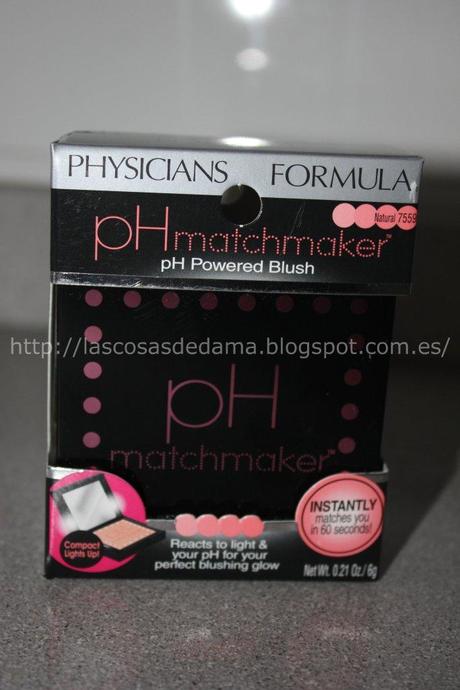 PHYSICIANS FORMULA
Natural 7559
pH matchmaker™
pH Powered Blush
http://lascosasdedama.blogspot.com.es/
pH
matchmaker™
Compact
Lights Up!
Reacts to light &
your pH for your
perfect blushing glow
INSTANTLY
matches you
in 60 seconds!
Net Wt. 0.21 Oz./6g